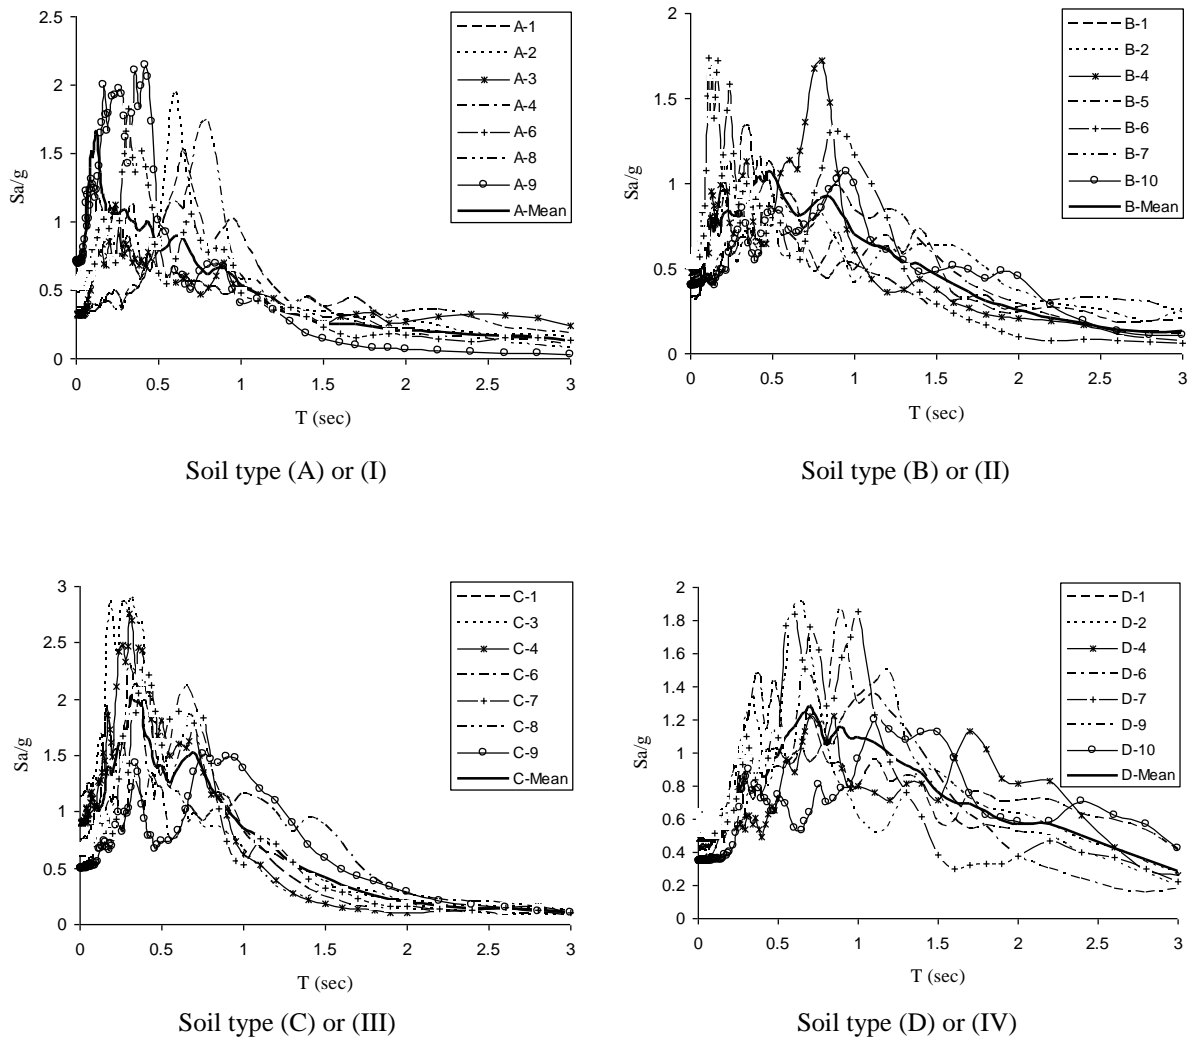 2.5
2
1.5
1
0.5
0
Sa/g
0 0.5 1 1.5 2 2.5 3
T (sec)
A-1
A-2
A-3
A-4
A-6
A-8
A-9
A-Mean
Soil type (A) or (I)
2
1.5
1
0.5
0
Sa/g
0 0.5 1 1.5 2 2.5 3
T (sec)
B-1
B-2
B-4
B-5
B-6
B-7
B-10
B-Mean
Soil type (B) or (II)
3
2.5
2
1.5
1
0.5
0
Sa/g
0 0.5 1 1.5 2 2.5 3
T (sec)
C-1
C-3
C-4
C-6
C-7
C-8
C-9
C-Mean
Soil type (C) or (III)
2
1.8
1.6
1.4
1.2
1
0.8
0.6
0.4
0.2
0
Sa/g
0 0.5 1 1.5 2 2.5 3
T (sec)
D-1
D-2
D-4
D-6
D-7
D-9
D-10
D-Mean
Soil type (D) or (IV)